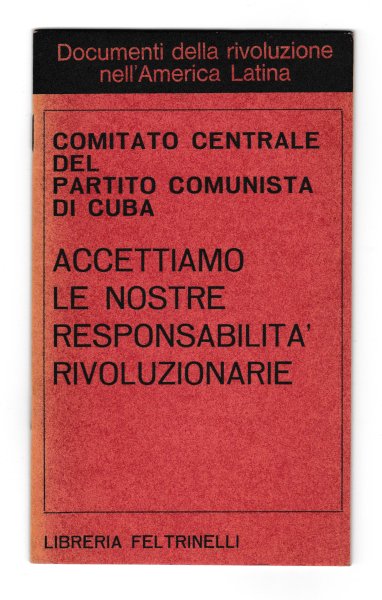 Documenti della rivoluzione
nell'America Latina
COMITATO CENTRALE
DEL
PARTITO COMUNISTA
DI CUBA
ACCETTIAMO
LE NOSTRE
RESPONSABILITA'
RIVOLUZIONARIE
LIBRERIA FELTRINELLI